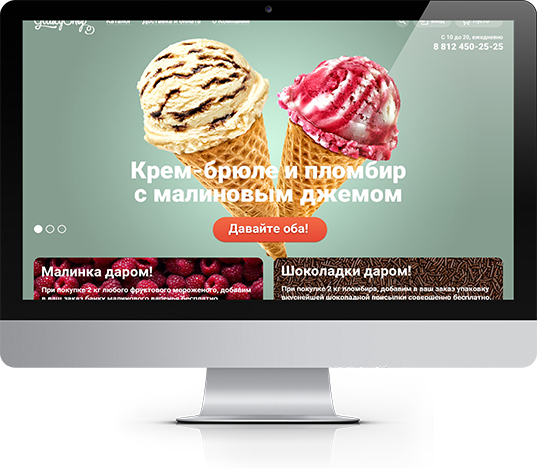 Каталог Доставка и оплата О компании
С 10 до 20, ежедневно
8 812 450-25-25
Крем-брюле и пломбир
с малиновым джемом
Давайте оба!
Малинка даром!
При покупке 2 кг любого фруктового мороженого, добавим
в ваш заказ банку малинового варенья бесплатно.
Шоколадки даром!
При покупке 2 кг пломбира, добавим в ваш заказ упаковку
вкуснейшей шоколадной присыпки совершенно бесплатно.